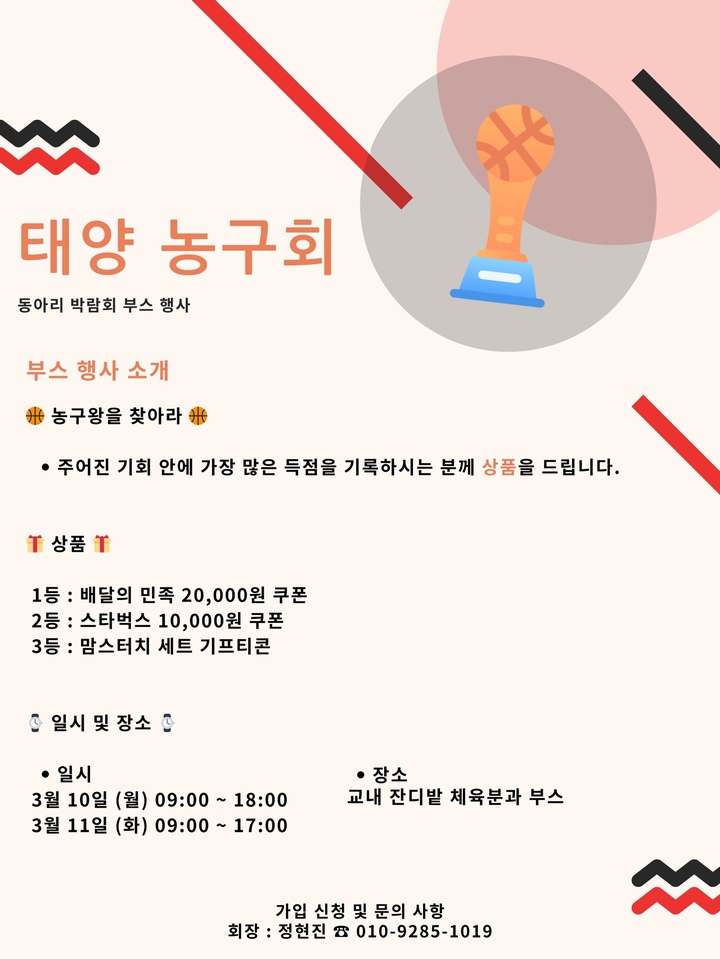 태양 농구회
동아리 박람회 부스 행사
부스 행사 소개
🏀 농구왕을 찾아라 🏀
• 주어진 기회 안에 가장 많은 득점을 기록하시는 분께 상품을 드립니다.
🎁 상품 🎁
1등 : 배달의 민족 20,000원 쿠폰
2등 : 스타벅스 10,000원 쿠폰
3등 : 맘스터치 세트 기프티콘
⌚ 일시 및 장소 ⌚
• 일시
3월 10일 (월) 09:00 ~ 18:00
3월 11일 (화) 09:00 ~ 17:00
• 장소
교내 잔디밭 체육분과 부스
가입 신청 및 문의 사항
회장 : 정현진 ☎ 010-9285-1019